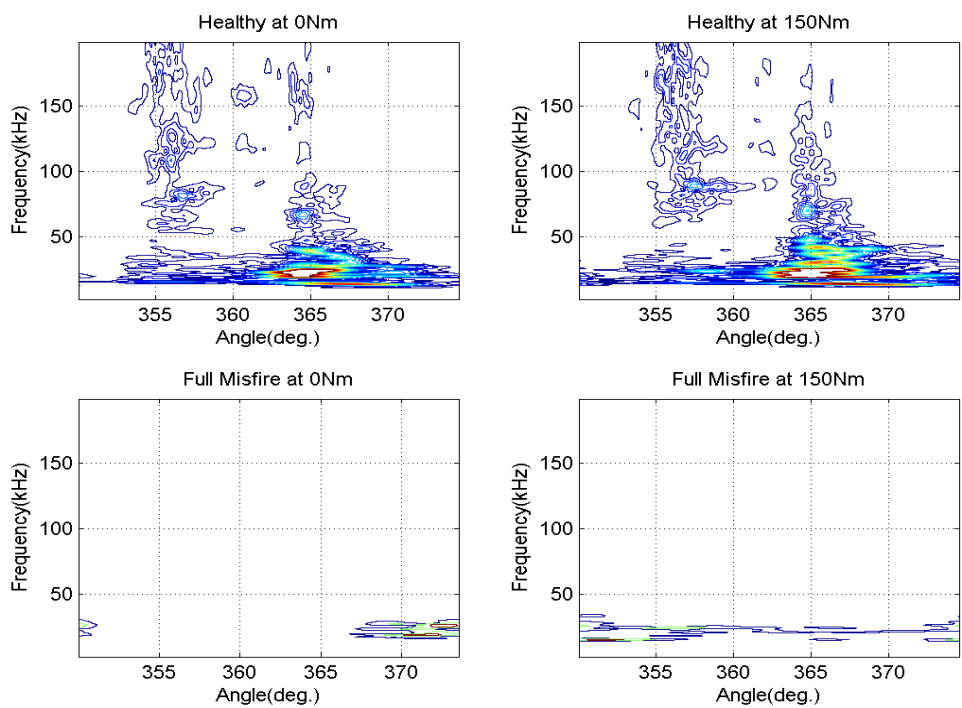 Healthy at 0Nm
Healthy at 150Nm
Frequency(kHz)
150
100
50
355
360
365
370
Angle(deg.)
Frequency(kHz)
150
100
50
355
360
365
370
Angle(deg.)
Full Misfire at 0Nm
Full Misfire at 150Nm
Frequency(kHz)
150
100
50
355
360
365
370
Angle(deg.)
Frequency(kHz)
150
100
50
355
360
365
370
Angle(deg.)